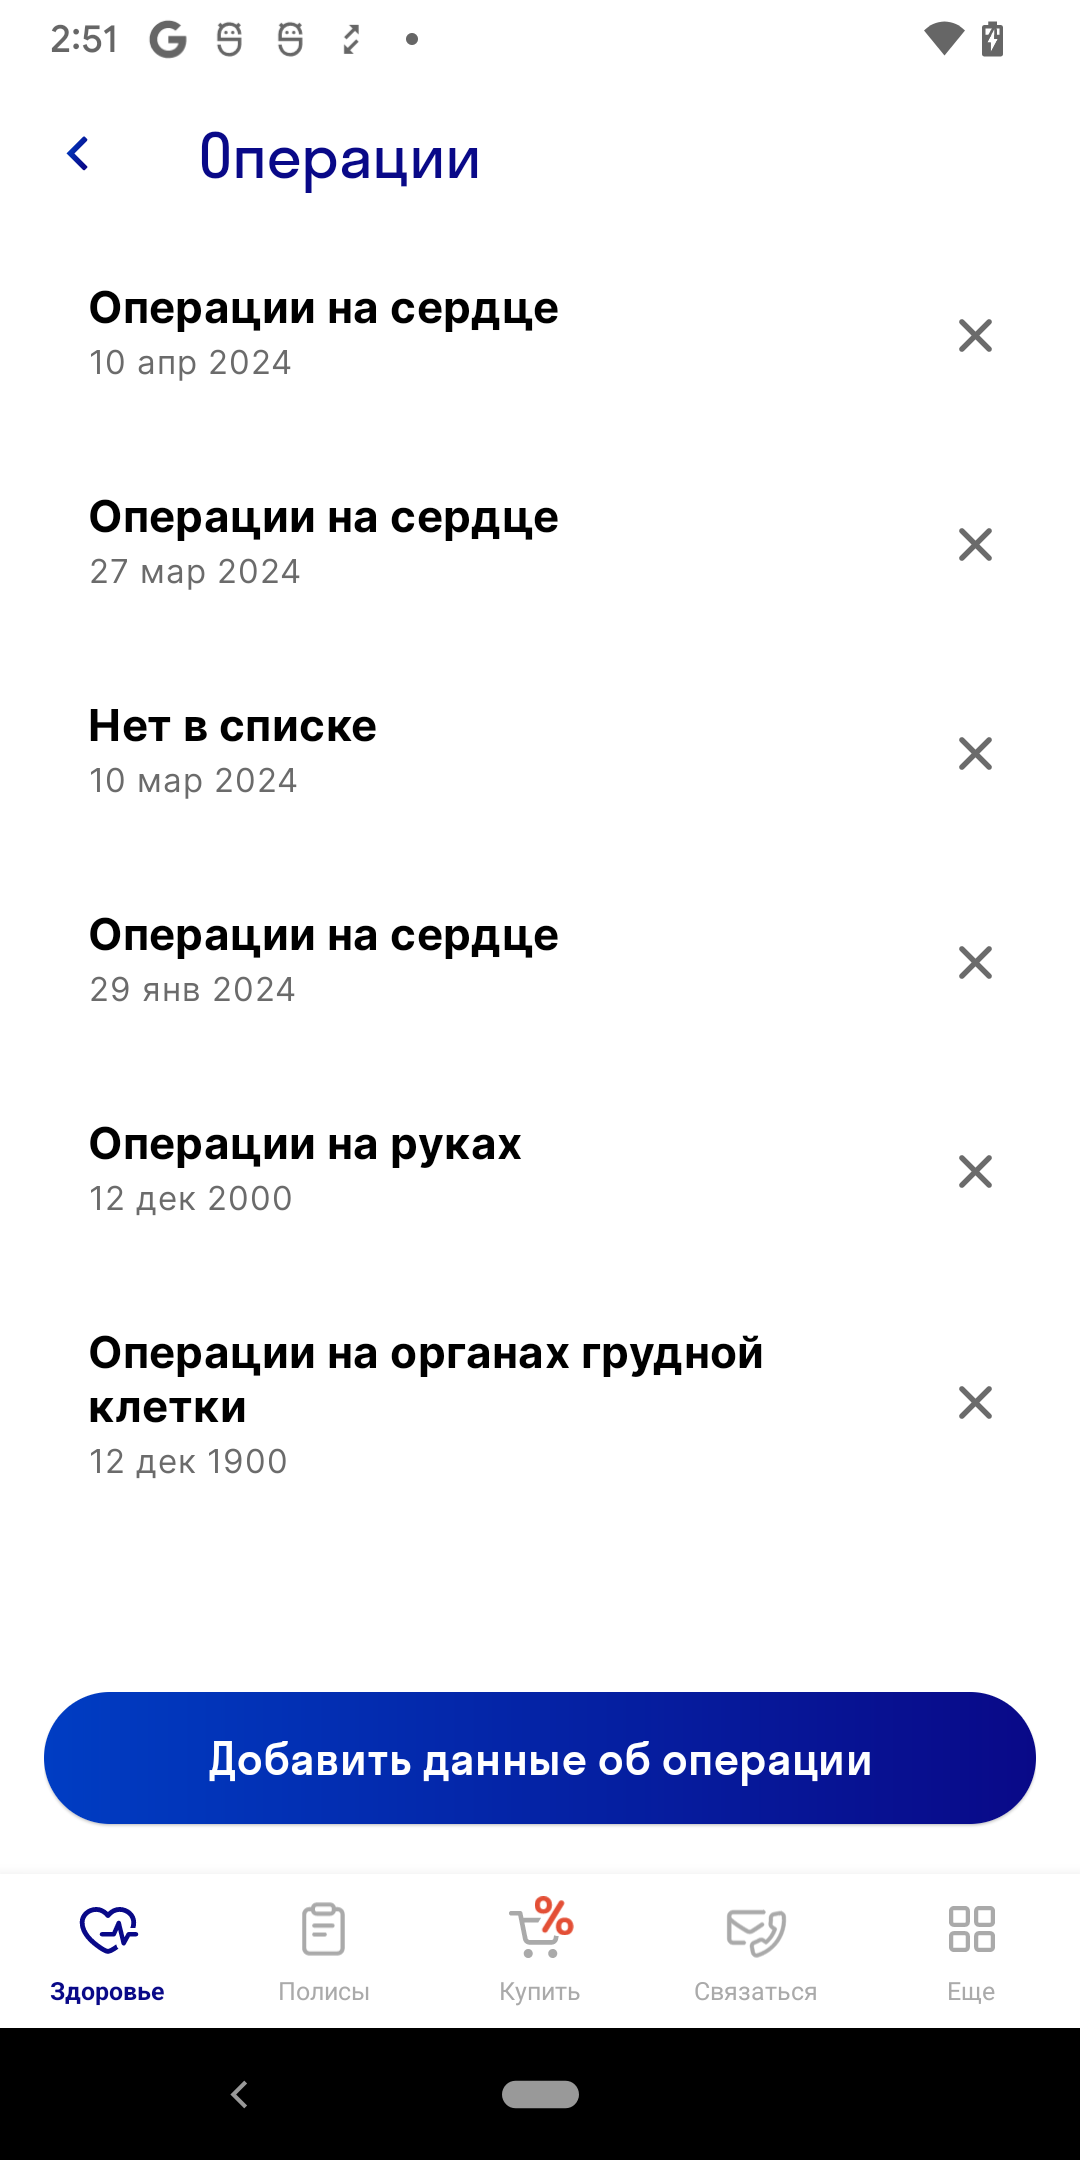 2:51
Операции
Операции на сердце
10 апр 2024
Операции на сердце
27 мар 2024
Нет в списке
10 мар 2024
Операции на сердце
29 янв 2024
Операции на руках
12 дек 2000
Операции на органах грудной
клетки
12 дек 1900
Добавить данные об операции
%
Здоровье Полисы Купить Связаться Еще